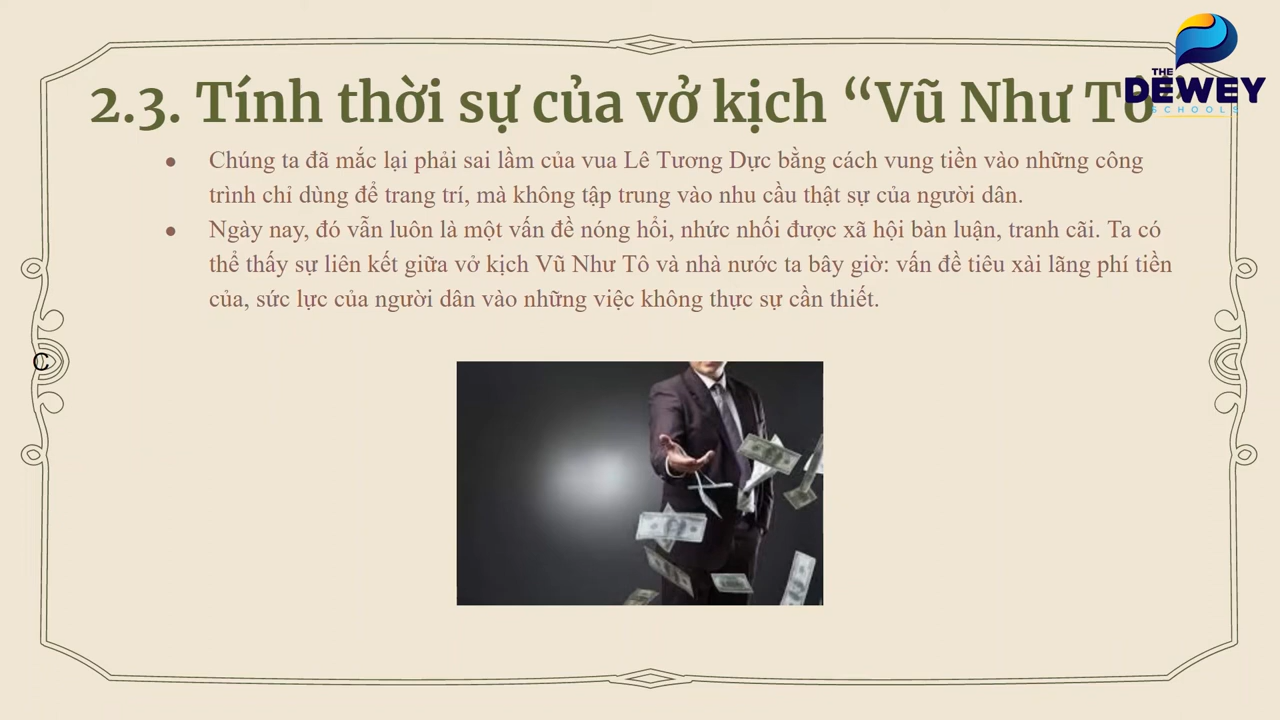 2.3. Tính thời sự của vở kịch “Vũ Như Tô”
THE
DEWEY
SCHOOLS
● Chúng ta đã mắc lại phải sai lầm của vua Lê Tương Dực bằng cách vung tiền vào những công
trình chỉ dùng để trang trí, mà không tập trung vào nhu cầu thật sự của người dân.
● Ngày nay, đó vẫn luôn là một vấn đề nóng hổi, nhức nhối được xã hội bàn luận, tranh cãi. Ta có
thể thấy sự liên kết giữa vở kịch Vũ Như Tô và nhà nước ta bây giờ: vấn đề tiêu xài lãng phí tiền
của, sức lực của người dân vào những việc không thực sự cần thiết.
C